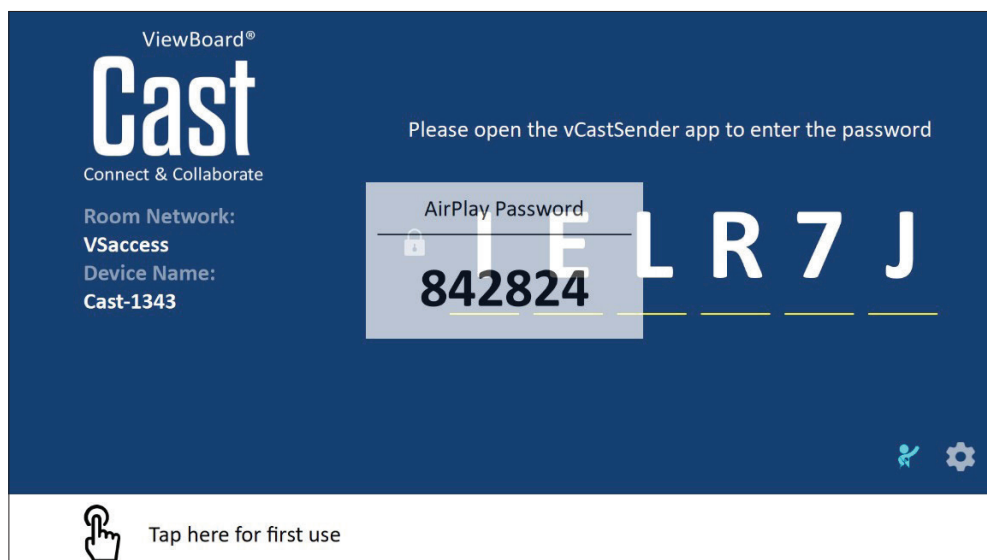 ViewBoard®
Cast
Connect & Collaborate
Room Network:
VSaccess
Device Name:
Cast-1343
Please open the vCastSender app to enter the password
AirPlay Password
842824
I E L R 7 J
Tap here for first use